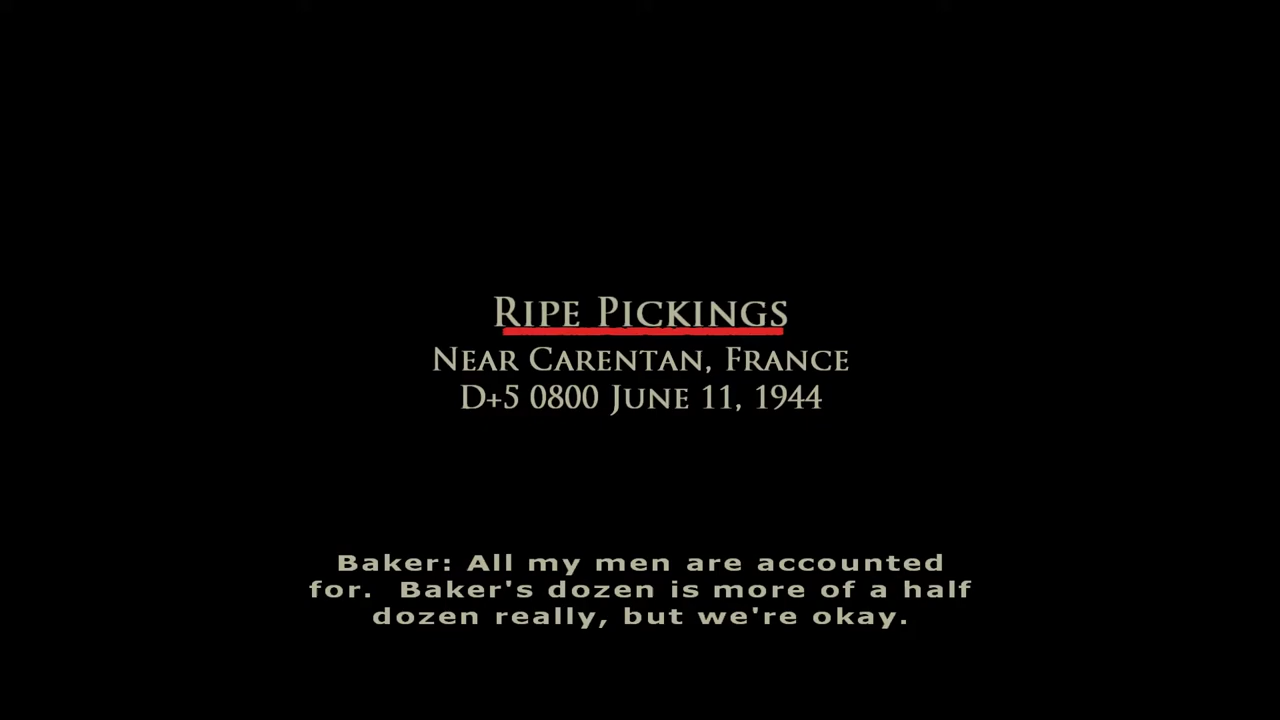 Ripe Pickings
Near Carentan, France
D+5 0800 June 11, 1944
Baker: All my men are accounted
for.  Baker's dozen is more of a half
dozen really, but we're okay.